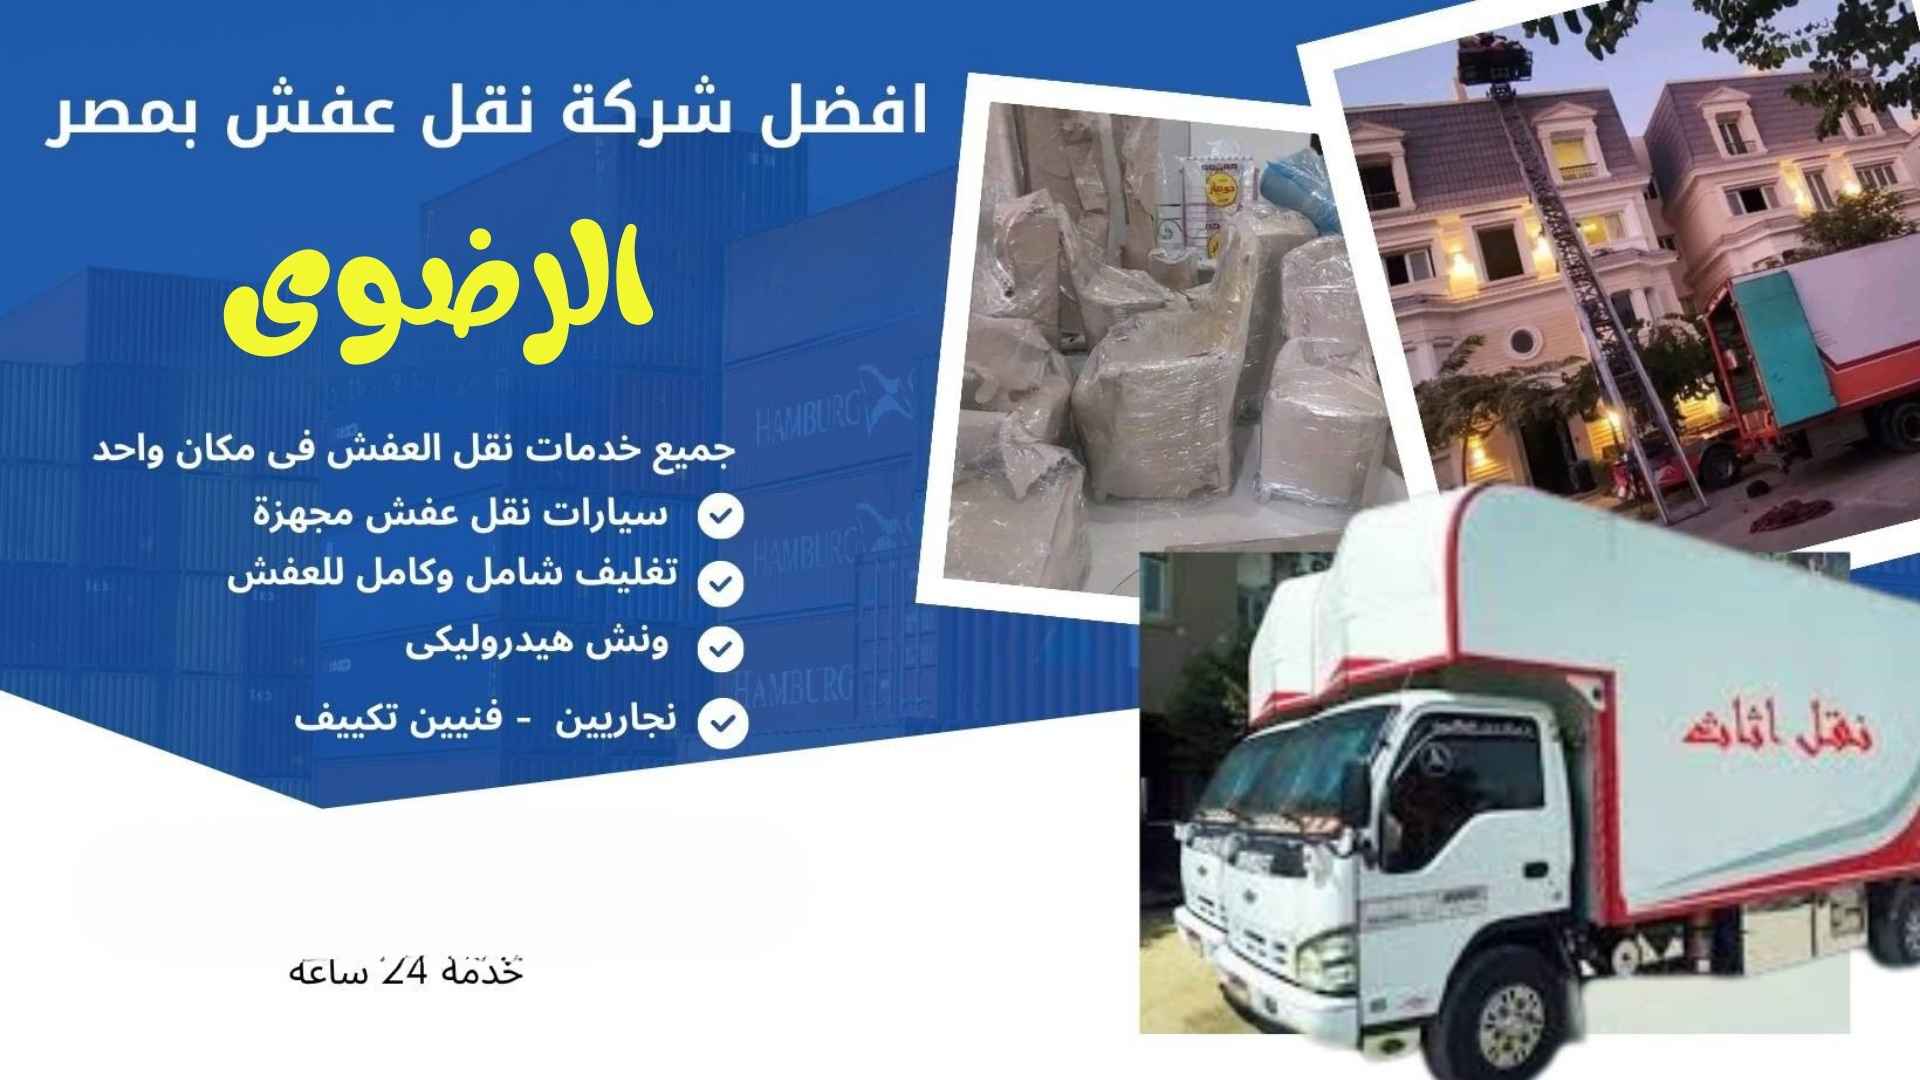 افضل شركة نقل عفش بمصر
الرضوى
جميع خدمات نقل العفش فى مكان واحد
سيارات نقل عفش مجهزة
تغليف شامل وكامل للعفش
ونش هيدروليكى
نجاريين - فنيين تكييف
خدمة 24 ساعة
نقل اثاث
HAMBURG
HAMBURG
HAMBURG